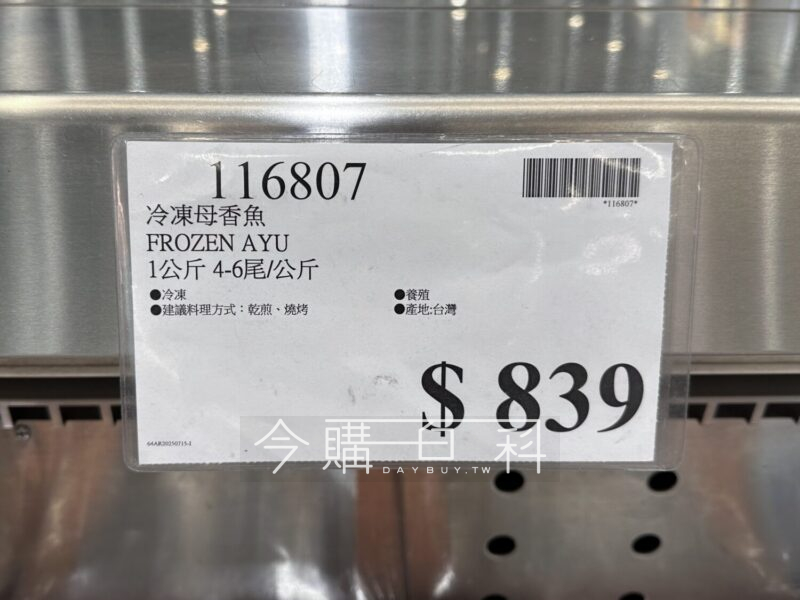 116807
*116807*
冷凍母香魚
FROZEN AYU
1公斤 4-6尾/公斤
●冷凍
●養殖
●建議料理方式：乾煎、燒烤
●產地:台灣
$ 839
64AR20250715-1
今購百科
DAYBUY.TW